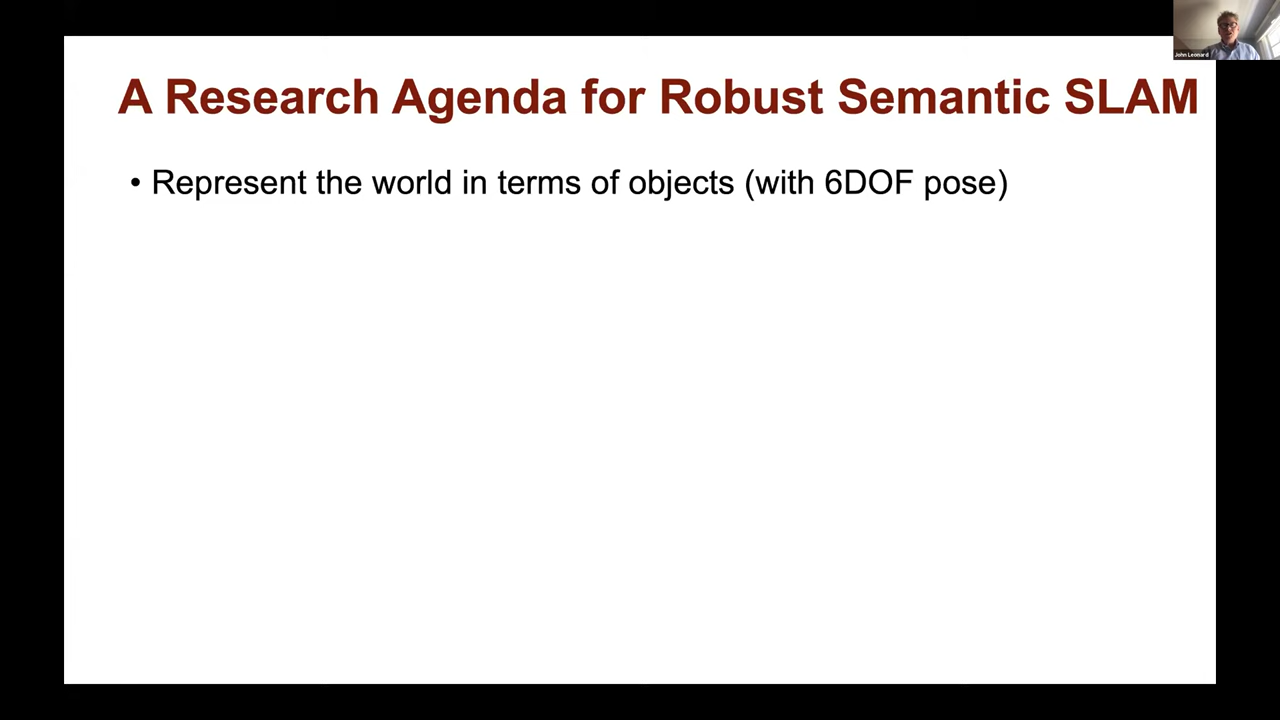 John Leonard
A Research Agenda for Robust Semantic SLAM
• Represent the world in terms of objects (with 6DOF pose)